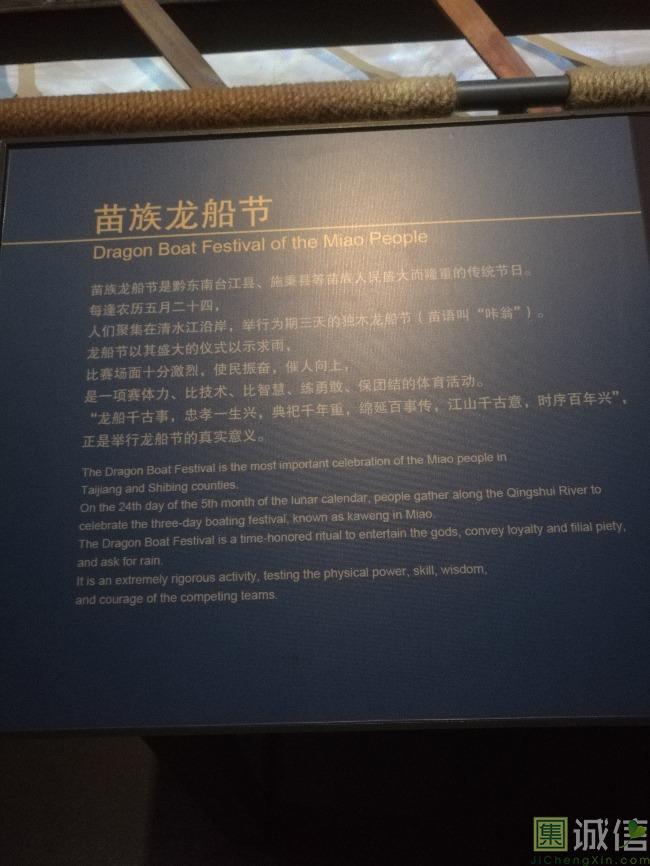 苗族龙船节
Dragon Boat Festival of the Miao People
苗族龙船节是黔东南台江县、施秉县等苗族人民盛大而隆重的传统节日。
每逢农历五月二十四，
人们聚集在清水江沿岸，举行为期三天的独木龙船节（苗语叫“咔翁”）。
龙船节以其盛大的仪式以示求雨，
比赛场面十分激烈，使民振奋，催人向上，
是一项赛体力、比技术、比智慧、练勇敢、保团结的体育活动。
“龙船千古事，忠孝一生兴，典祀千年重，绵延百事传，江山千古意，时序百年兴”，
正是举行龙船节的真实意义。
The Dragon Boat Festival is the most important celebration of the Miao people in
Taijiang and Shibing counties.
On the 24th day of the 5th month of the lunar calendar, people gather along the Qingshui River to
celebrate the three-day boating festival, known as kaweng in Miao.
The Dragon Boat Festival is a time-honored ritual to entertain the gods, convey loyalty and filial piety,
and ask for rain.
It is an extremely rigorous activity, testing the physical power, skill, wisdom,
and courage of the competing teams.
集 诚信
JiChengXin.com